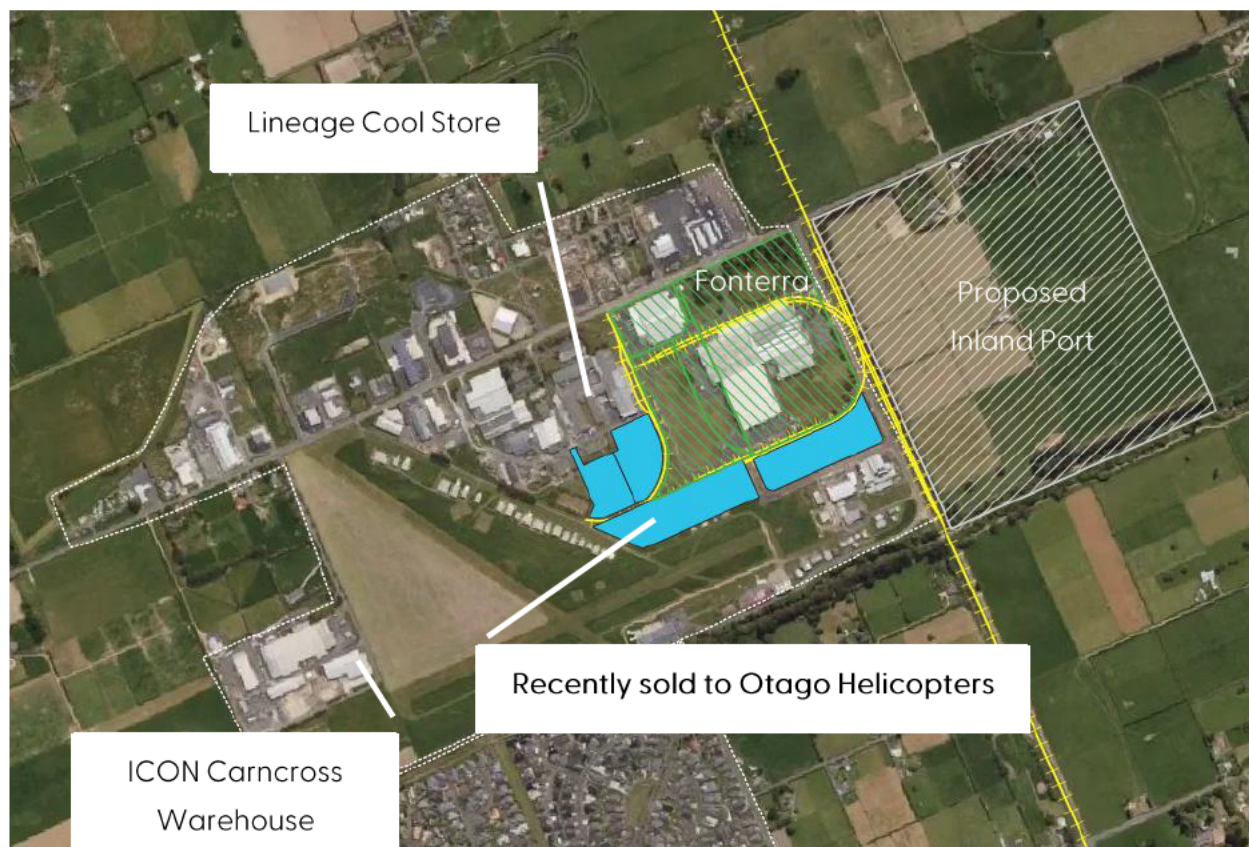 Lineage Cool Store
Fonterra
Proposed
Inland Port
Recently sold to Otago Helicopters
ICON Carncross
Warehouse